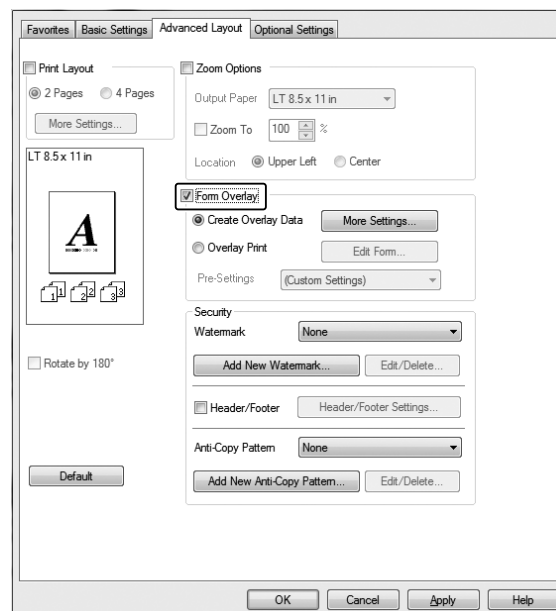 Favorites Basic Settings Advanced Layout Optional Settings
Print Layout
2 Pages 4 Pages
More Settings...
LT 8.5 x 11 in
A
1 1 2 2 3 3
Rotate by 180°
Default
Zoom Options
Output Paper LT 8.5 x 11 in
Zoom To 100 %
Location Upper Left Center
Form Overlay
Create Overlay Data More Settings...
Overlay Print Edit Form...
Pre-Settings (Custom Settings)
Security
Watermark None
Add New Watermark... Edit/Delete...
Header/Footer Header/Footer Settings...
Anti-Copy Pattern None
Add New Anti-Copy Pattern... Edit/Delete...
OK Cancel Apply Help